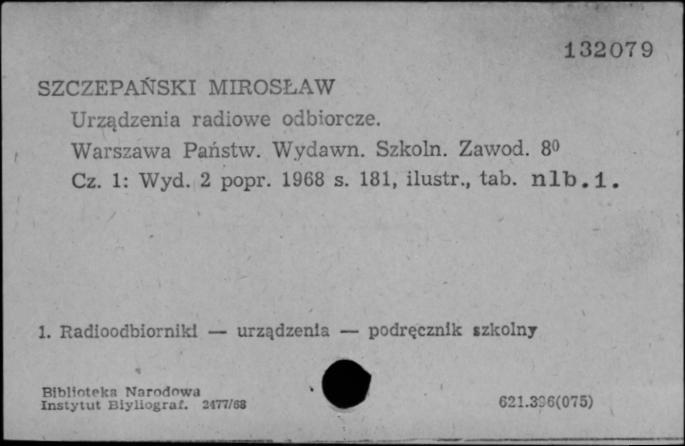 132079
SZCZEPAŃSKI MIROSŁAW
Urządzenia radiowe odbiorcze.
Warszawa Państw. Wydawn. Szkoln. Zawod. 8⁰
Cz. 1: Wyd. 2 popr. 1968 s. 181, ilustr., tab. nlb.1.
1. Radioodbiorniki — urządzenia — podręcznik szkolny
Biblioteka Narodowa
Instytut Biyliograf. 2477/68
621.396(075)